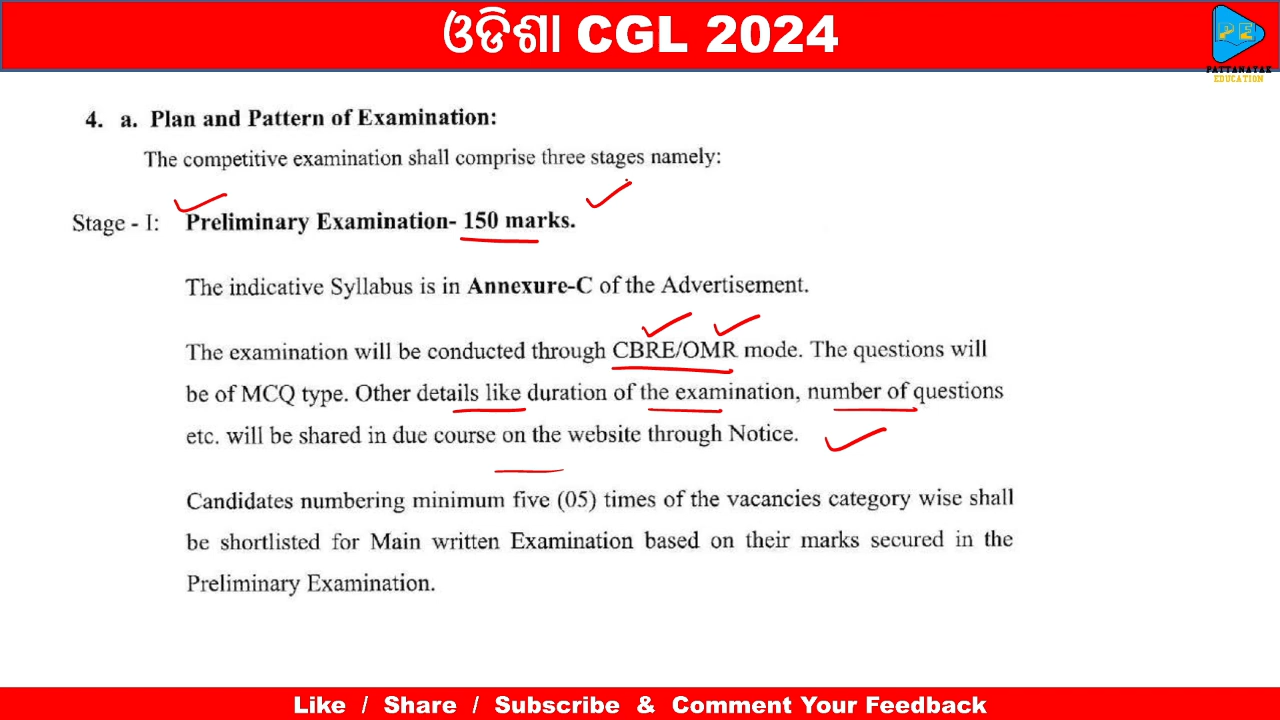 ଓଡିଶା CGL 2024
PE
PATTANAYAK
EDUCATION
4. a. Plan and Pattern of Examination:
The competitive examination shall comprise three stages namely:
Stage - I: Preliminary Examination- 150 marks.
The indicative Syllabus is in Annexure-C of the Advertisement.
The examination will be conducted through CBRE/OMR mode. The questions will
be of MCQ type. Other details like duration of the examination, number of questions
etc. will be shared in due course on the website through Notice.
Candidates numbering minimum five (05) times of the vacancies category wise shall
be shortlisted for Main written Examination based on their marks secured in the
Preliminary Examination.
Like / Share / Subscribe & Comment Your Feedback